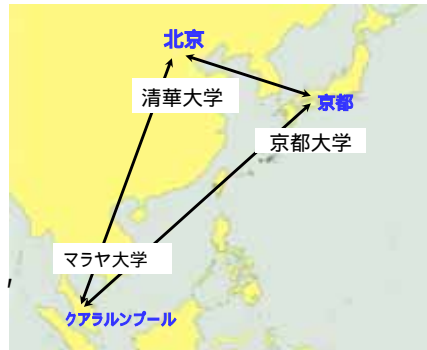 北京
清華大学
京都
京都大学
マラヤ大学
クアラルンプール